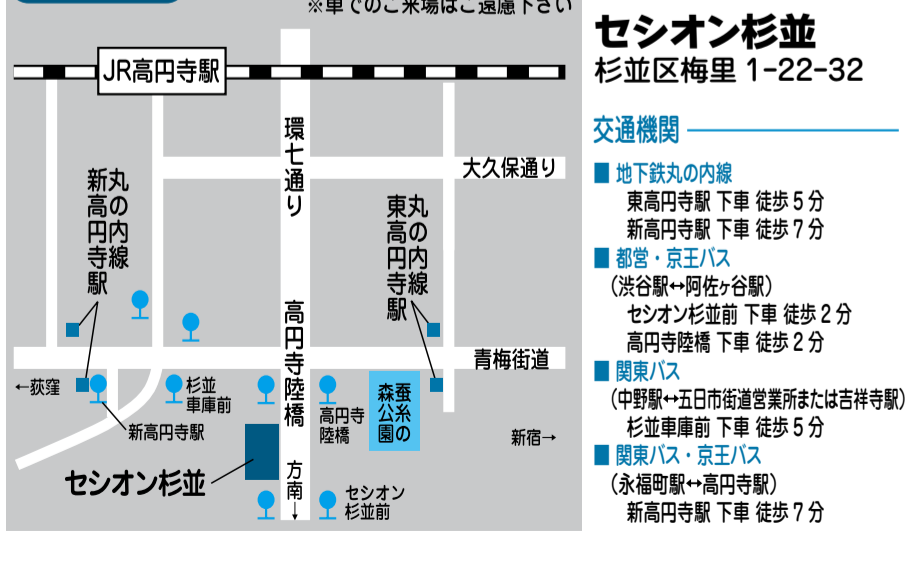 ※車でのご来場はご遠慮下さい
JR高円寺駅
環七通り
大久保通り
丸の内線
新高円寺駅
丸の内線
東高円寺駅
高円寺陸橋
青梅街道
←荻窪
杉並
車庫前
高円寺
陸橋
蚕糸の
森公園
新高円寺駅
新宿→
セシオン杉並
方南↓
セシオン
杉並前
セシオン杉並
杉並区梅里 1-22-32
交通機関
■ 地下鉄丸の内線
東高円寺駅 下車 徒歩 5 分
新高円寺駅 下車 徒歩 7 分
■ 都営・京王バス
（渋谷駅↔阿佐ヶ谷駅）
セシオン杉並前 下車 徒歩 2 分
高円寺陸橋 下車 徒歩 2 分
■ 関東バス
（中野駅↔五日市街道営業所または吉祥寺駅）
杉並車庫前 下車 徒歩 5 分
■ 関東バス・京王バス
（永福町駅↔高円寺駅）
新高円寺駅 下車 徒歩 7 分